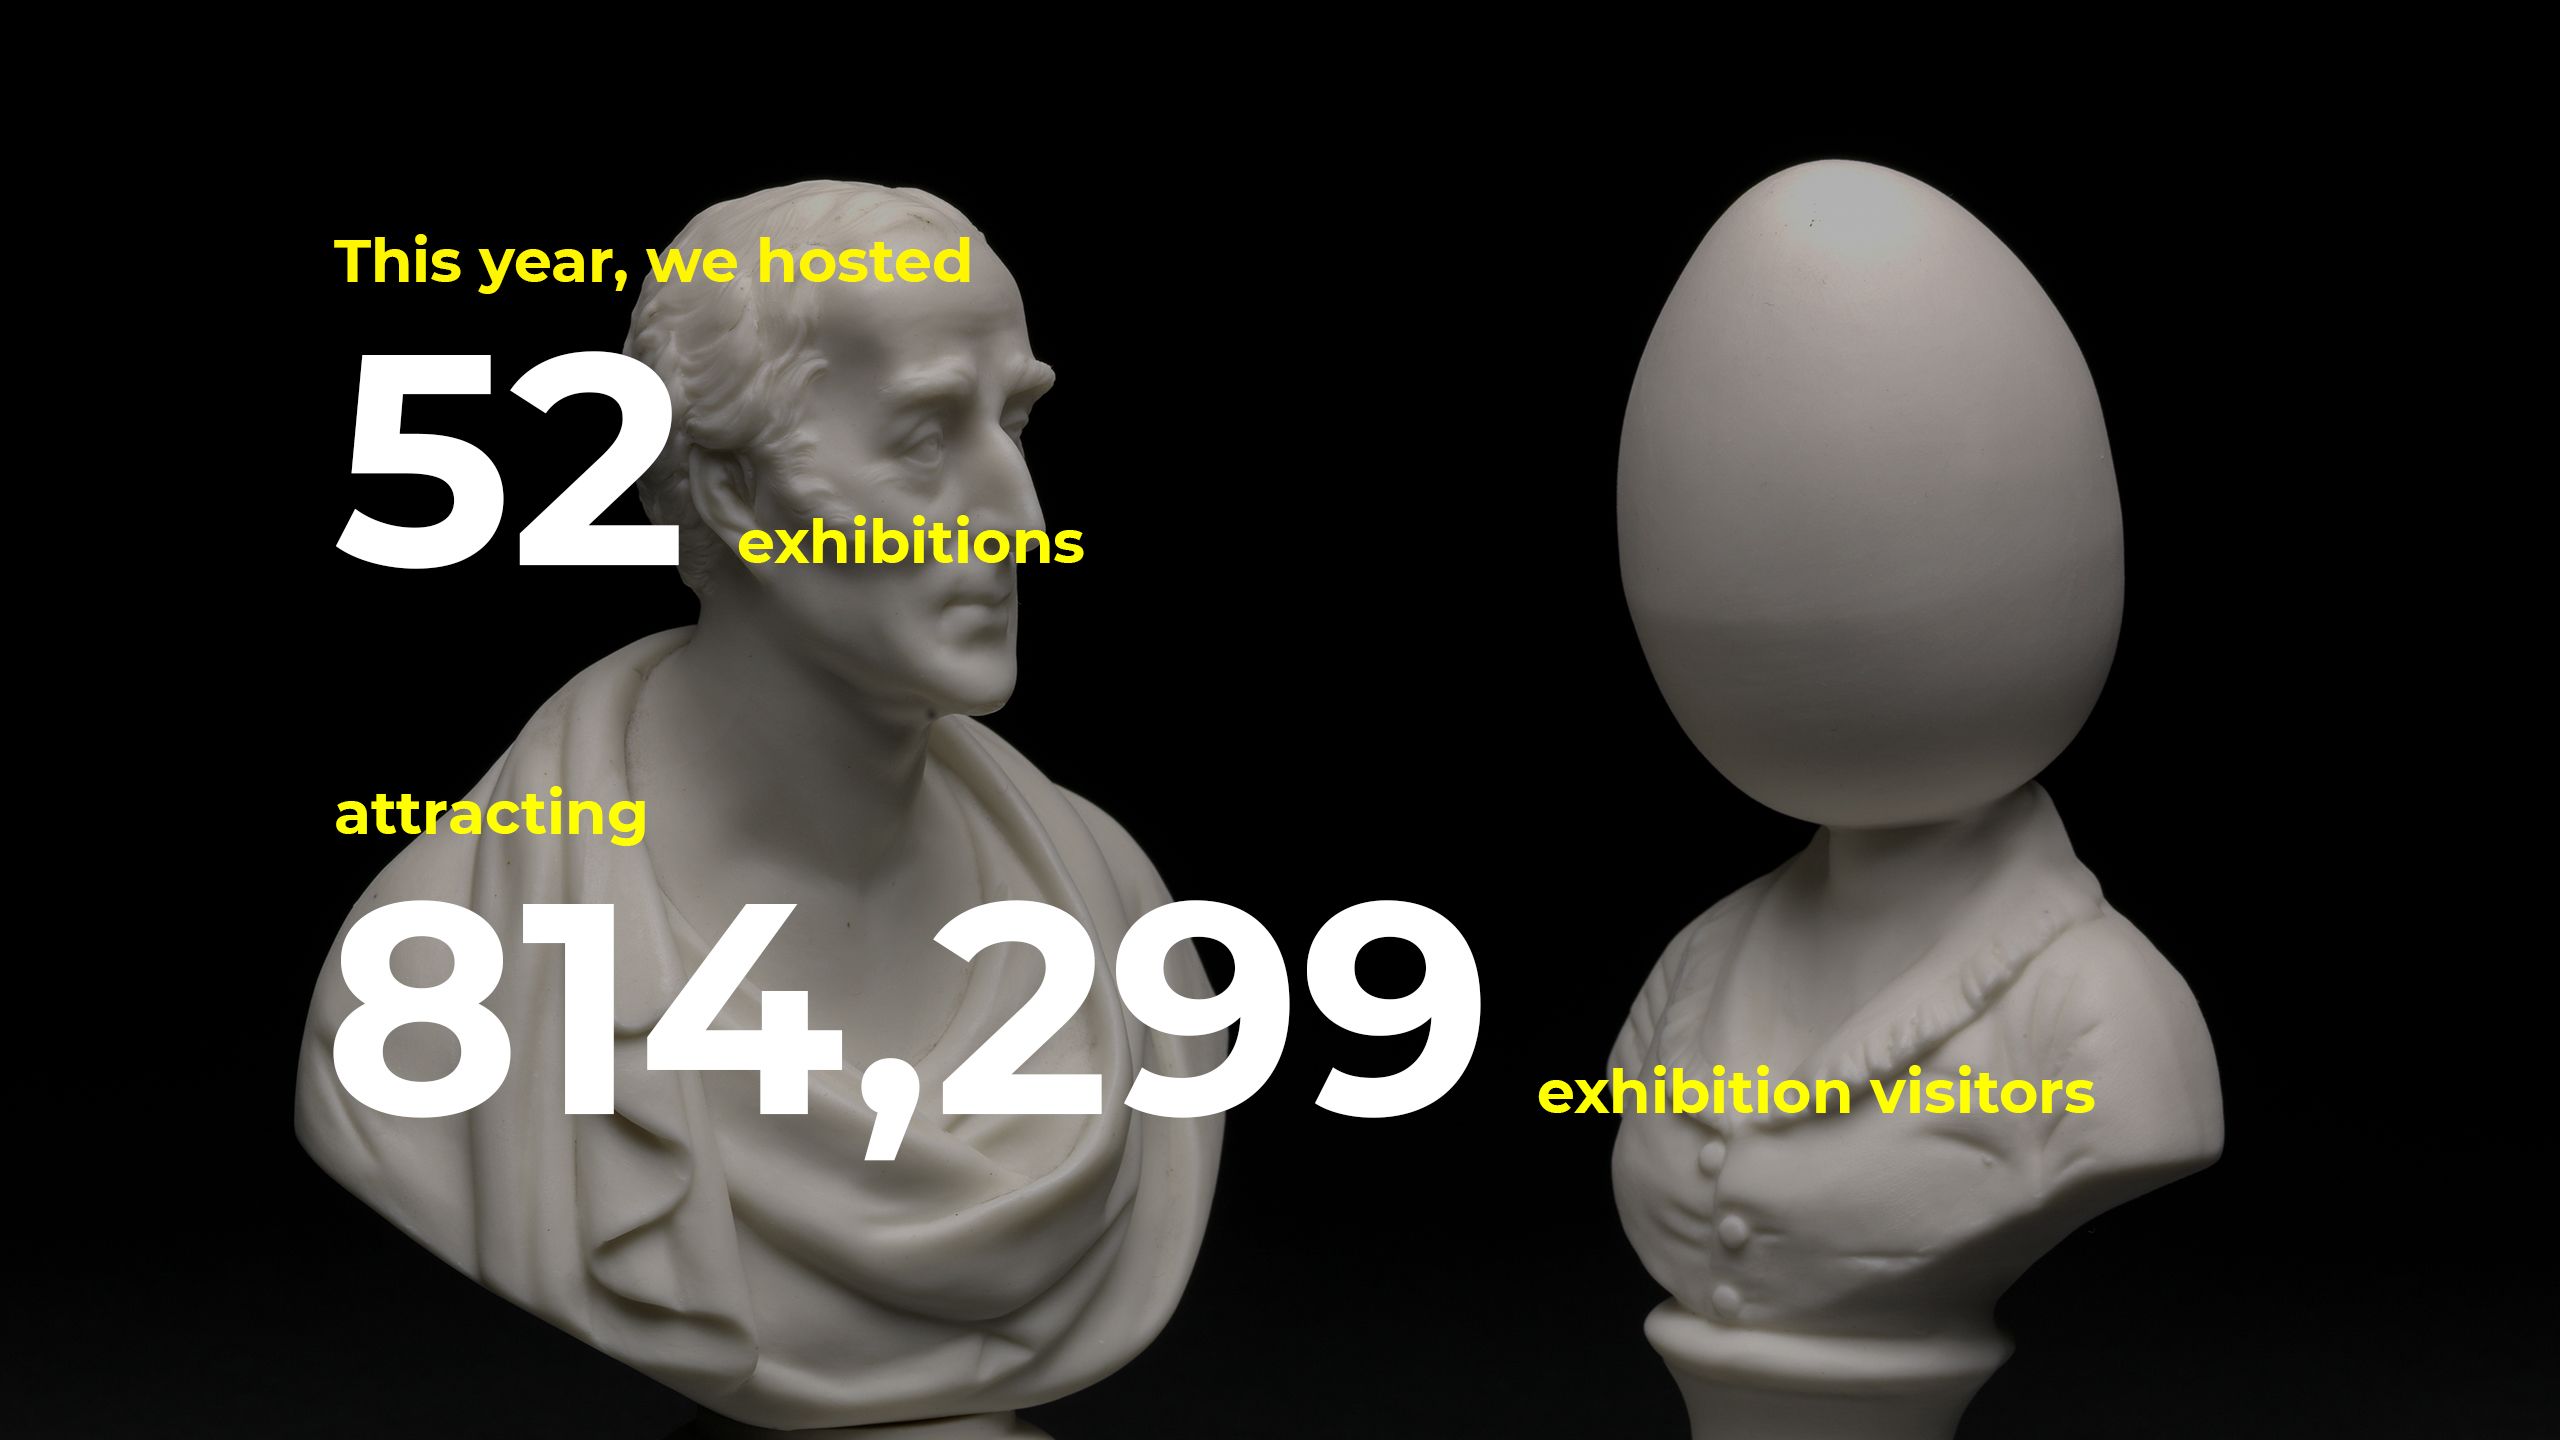 This year, we hosted
52 exhibitions
attracting
814,299 exhibition visitors